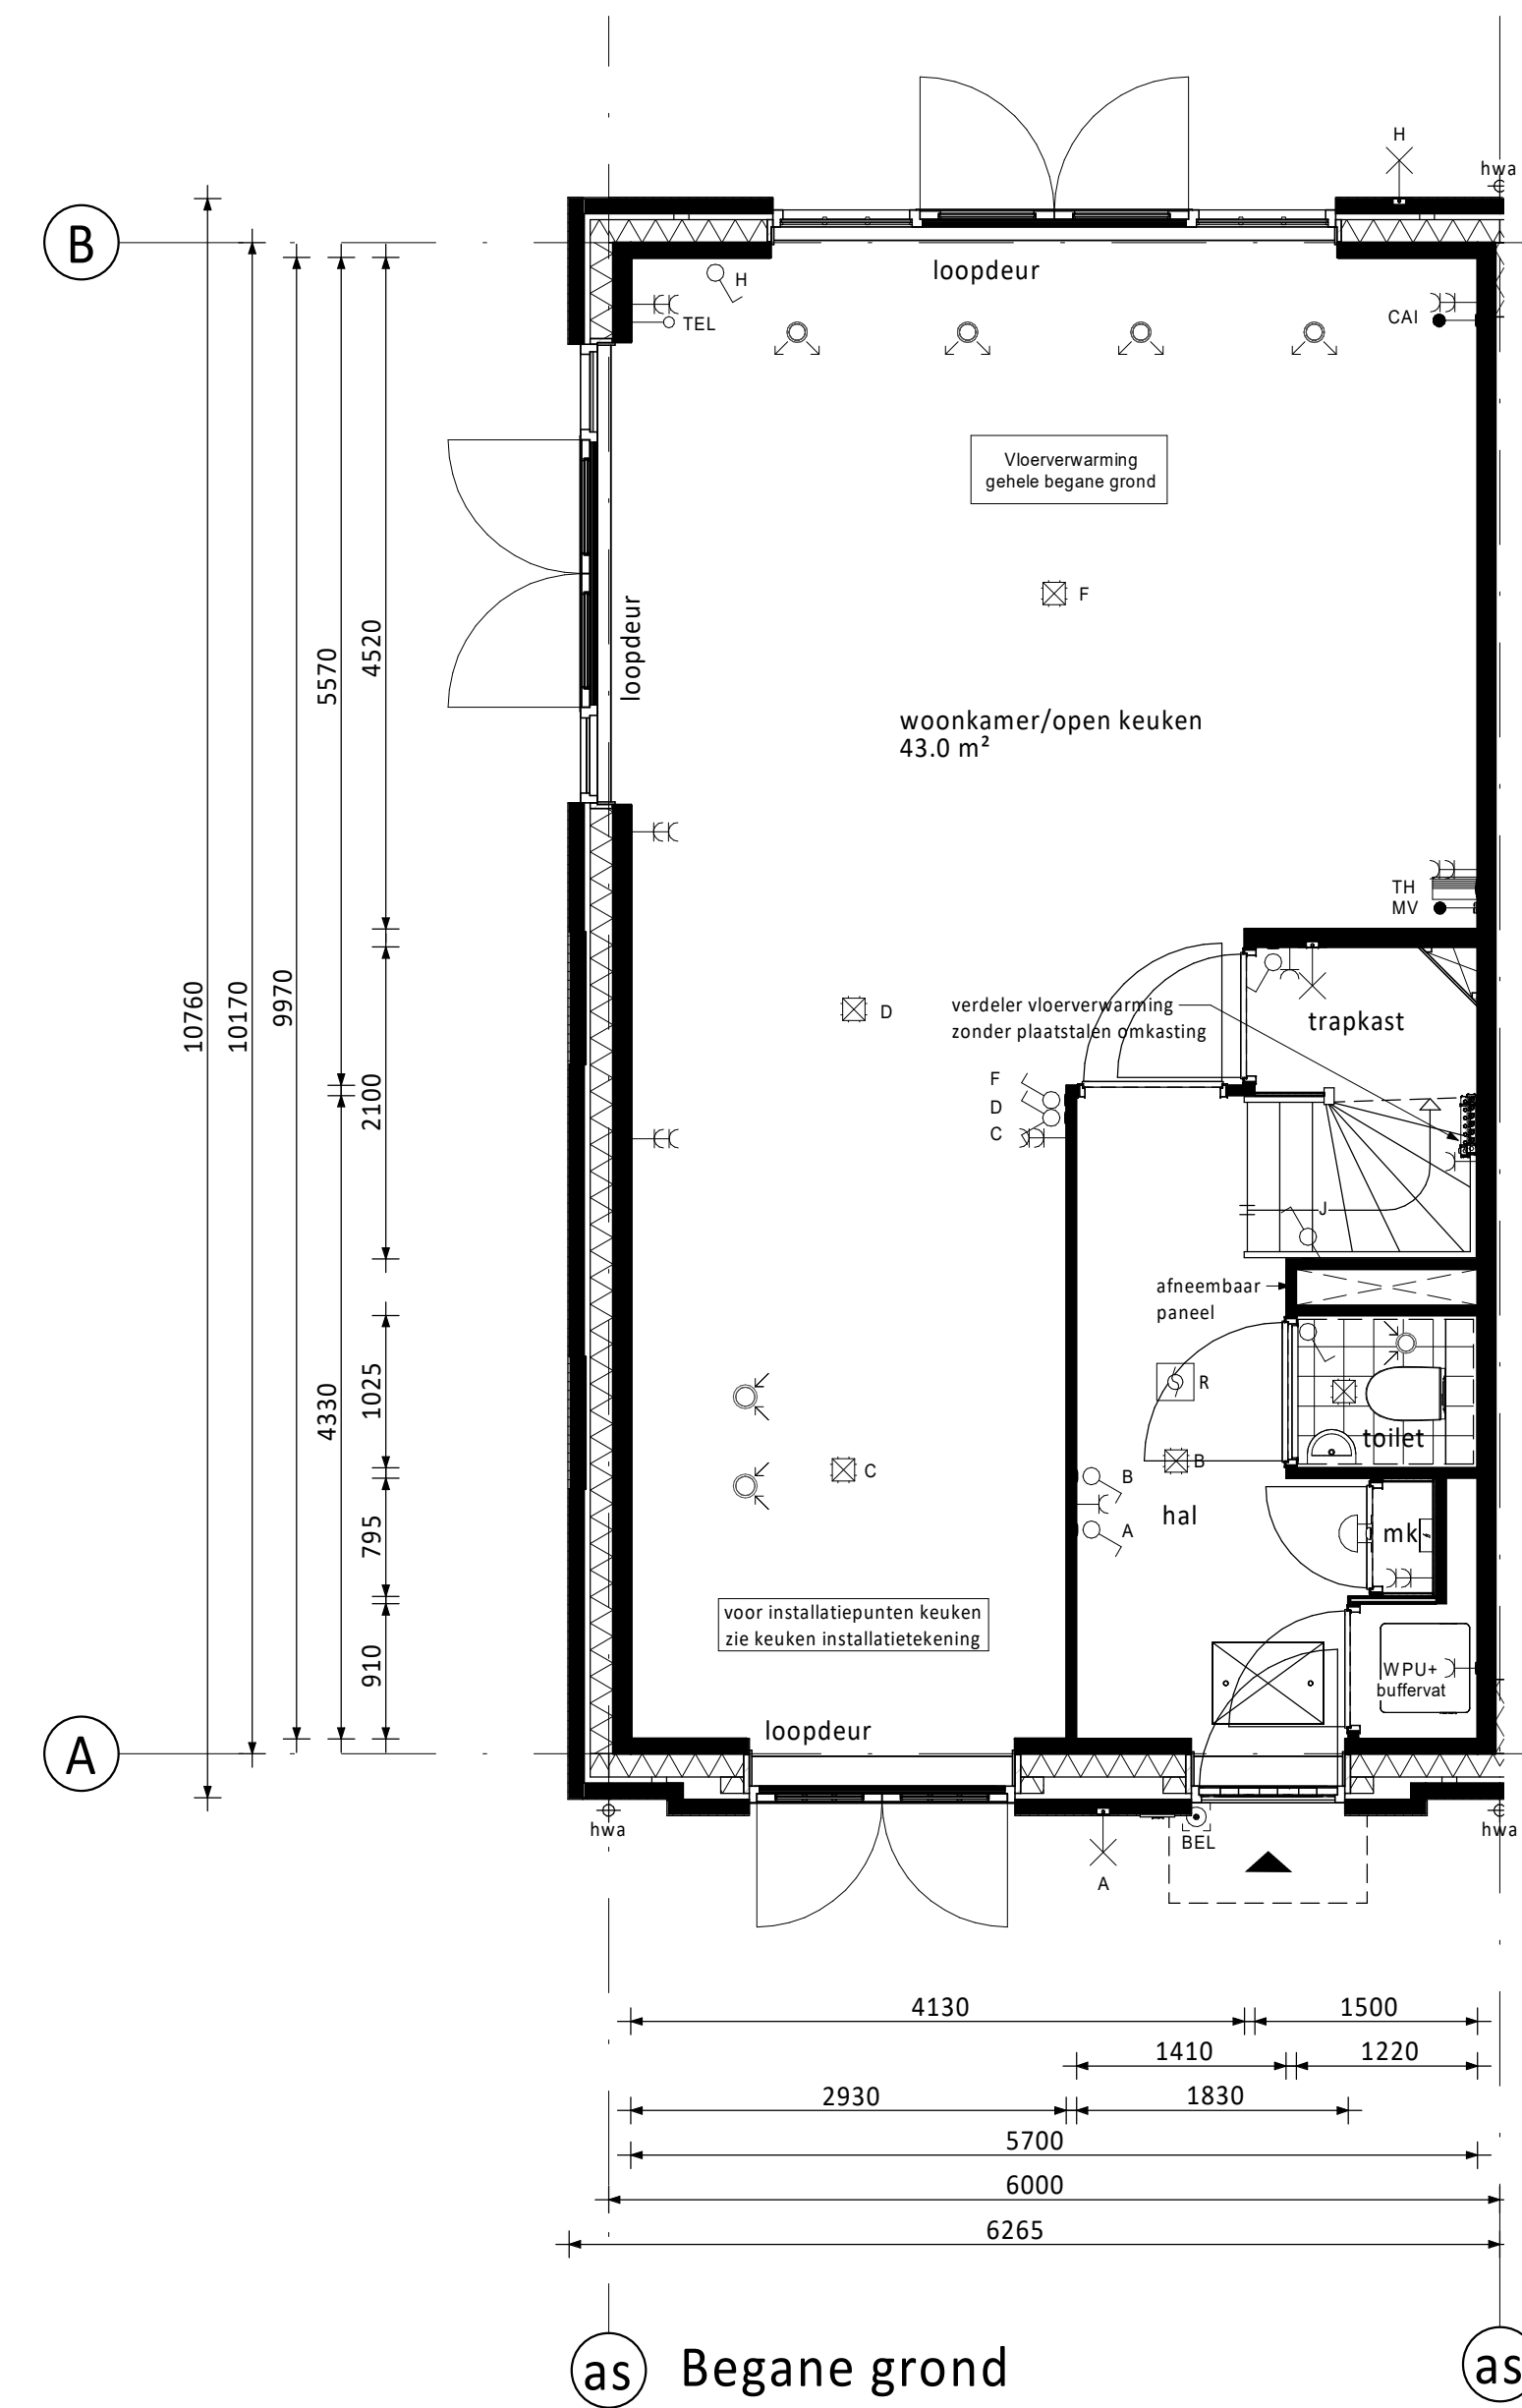 H
hwa
B
loopdeur
H
TEL
CAI
Vloerverwarming
gehele begane grond
F
loopdeur
4520
5570
woonkamer/open keuken
43.0 m²
TH
MV
10760
10170
9970
D
verdeler vloerverwarming
zonder plaatstalen omkasting
trapkast
F
D
C
2100
J
afneembaar
paneel
R
1025
4330
toilet
C
B
B
hal
A
mk
795
voor installatiepunten keuken
zie keuken installatietekening
910
WPU+
buffervat
loopdeur
A
hwa
BEL
hwa
A
4130
1500
1410
1220
2930
1830
5700
6000
6265
as
Begane grond
as